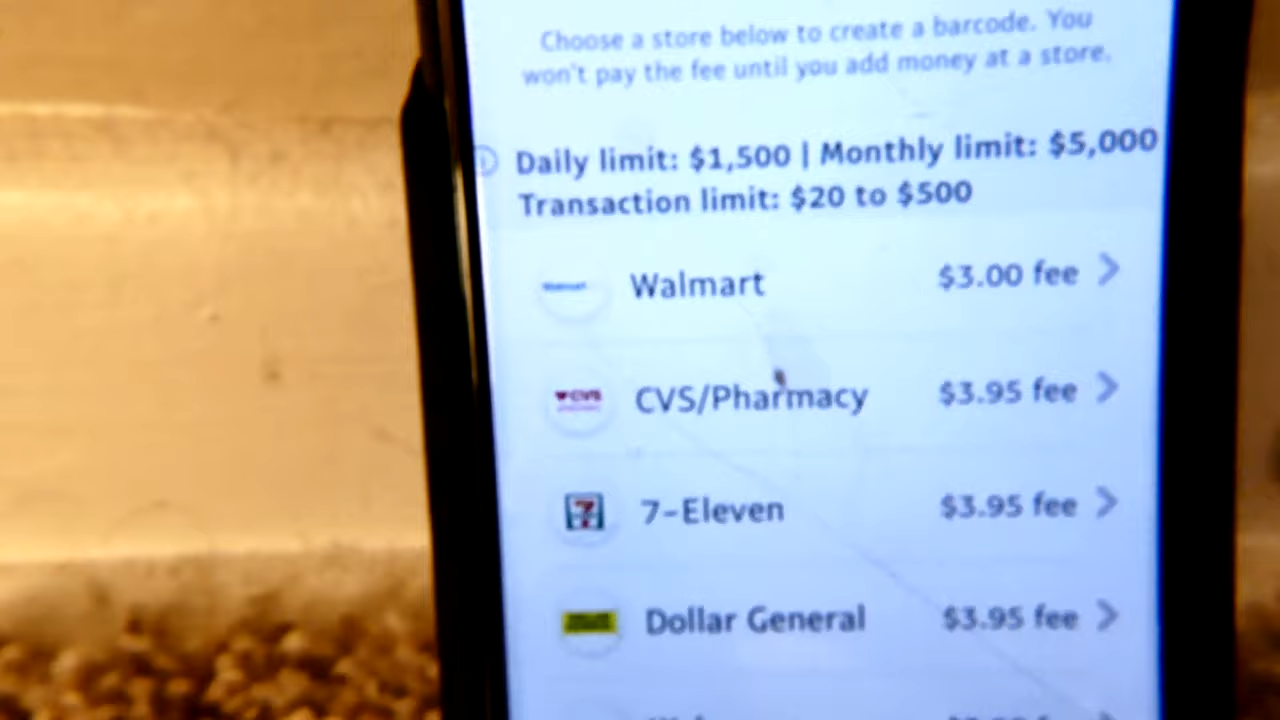 Choose a store below to create a barcode. You
won't pay the fee until you add money at a store.
Daily limit: $1,500 | Monthly limit: $5,000
Transaction limit: $20 to $500
Walmart $3.00 fee
CVS CVS/Pharmacy $3.95 fee
7 7-Eleven $3.95 fee
Dollar General $3.95 fee